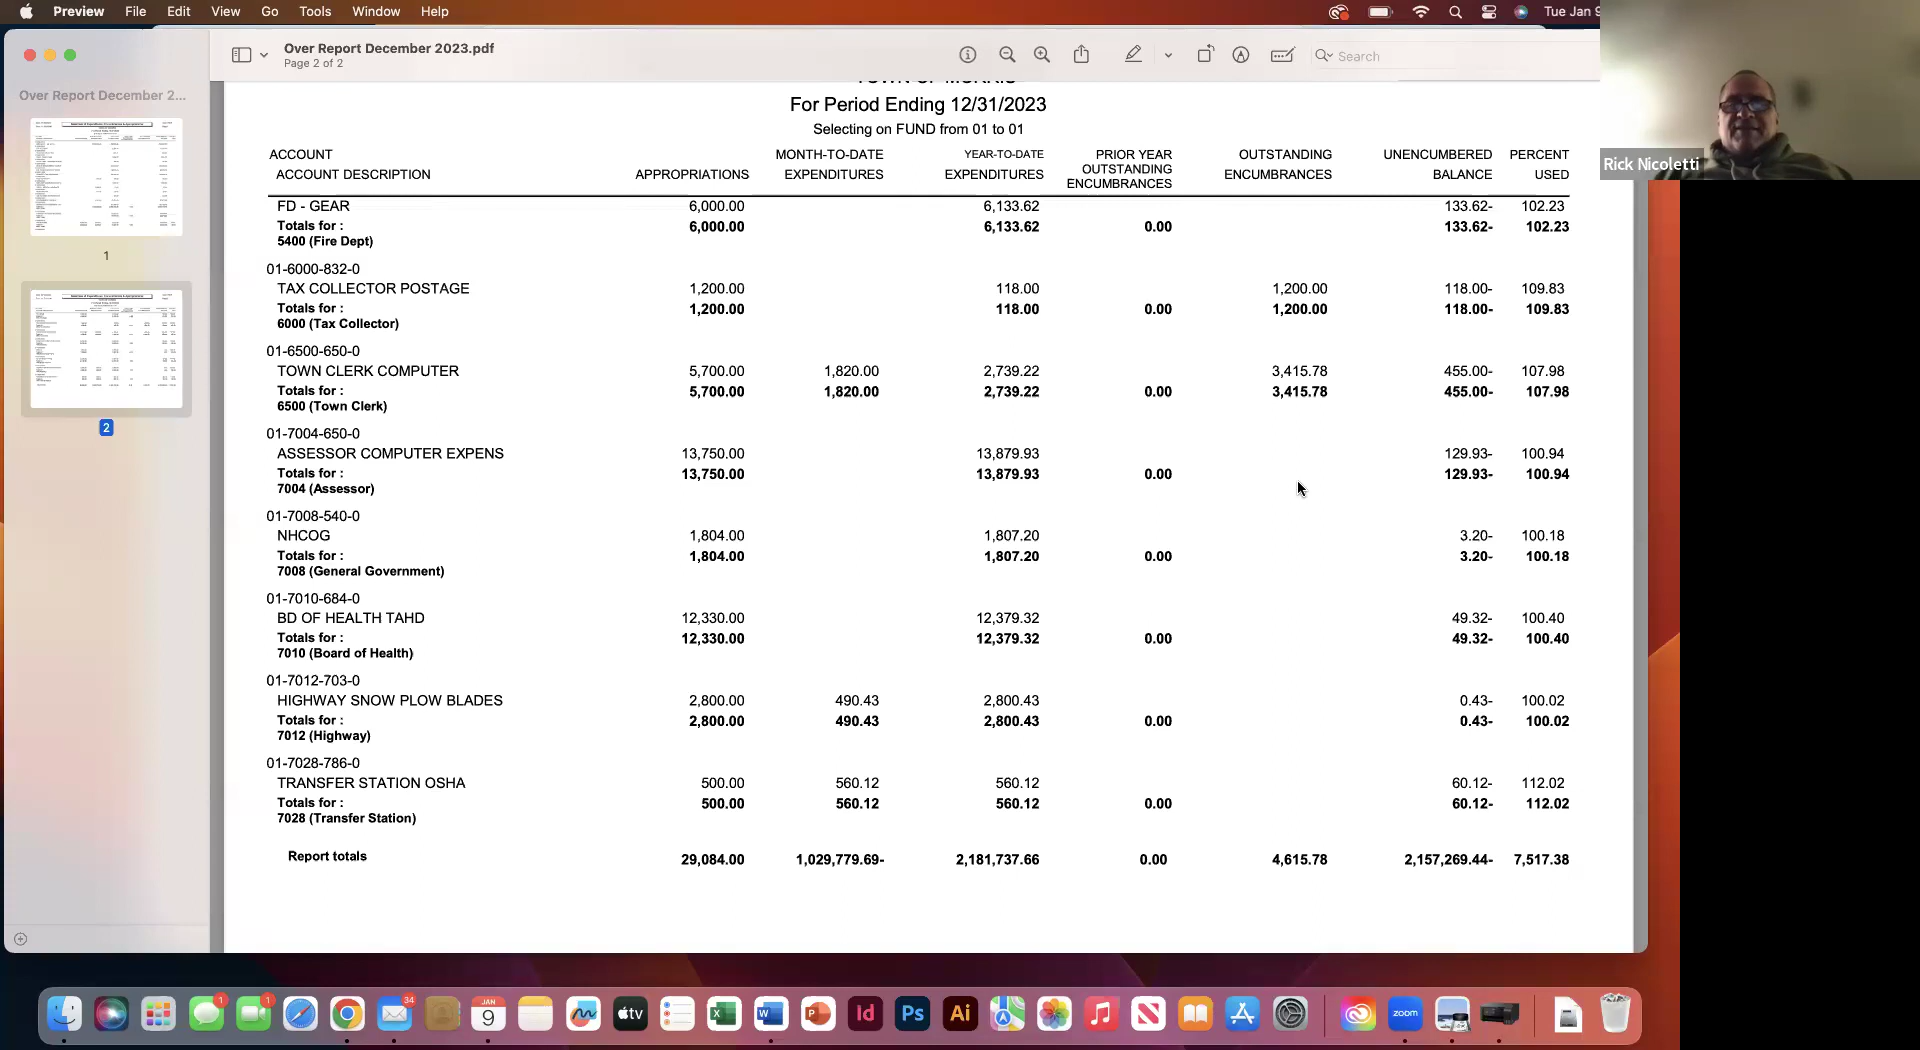 Preview File Edit View Go Tools Window Help
Tue Jan 9
Over Report December 2023.pdf
Page 2 of 2
Search
Over Report December 2...
1
2
Rick Nicoletti
TOWN OF MORRIS
For Period Ending 12/31/2023
Selecting on FUND from 01 to 01
ACCOUNT MONTH-TO-DATE YEAR-TO-DATE PRIOR YEAR OUTSTANDING UNENCUMBERED PERCENT
ACCOUNT DESCRIPTION APPROPRIATIONS EXPENDITURES EXPENDITURES OUTSTANDING ENCUMBRANCES BALANCE USED
ENCUMBRANCES
FD - GEAR 6,000.00 6,133.62 133.62- 102.23
Totals for : 6,000.00 6,133.62 0.00 133.62- 102.23
5400 (Fire Dept)
01-6000-832-0
TAX COLLECTOR POSTAGE 1,200.00 118.00 1,200.00 118.00- 109.83
Totals for : 1,200.00 118.00 0.00 1,200.00 118.00- 109.83
6000 (Tax Collector)
01-6500-650-0
TOWN CLERK COMPUTER 5,700.00 1,820.00 2,739.22 3,415.78 455.00- 107.98
Totals for : 5,700.00 1,820.00 2,739.22 0.00 3,415.78 455.00- 107.98
6500 (Town Clerk)
01-7004-650-0
ASSESSOR COMPUTER EXPENS 13,750.00 13,879.93 129.93- 100.94
Totals for : 13,750.00 13,879.93 0.00 129.93- 100.94
7004 (Assessor)
01-7008-540-0
NHCOG 1,804.00 1,807.20 3.20- 100.18
Totals for : 1,804.00 1,807.20 0.00 3.20- 100.18
7008 (General Government)
01-7010-684-0
BD OF HEALTH TAHD 12,330.00 12,379.32 49.32- 100.40
Totals for : 12,330.00 12,379.32 0.00 49.32- 100.40
7010 (Board of Health)
01-7012-703-0
HIGHWAY SNOW PLOW BLADES 2,800.00 490.43 2,800.43 0.43- 100.02
Totals for : 2,800.00 490.43 2,800.43 0.00 0.43- 100.02
7012 (Highway)
01-7028-786-0
TRANSFER STATION OSHA 500.00 560.12 560.12 60.12- 112.02
Totals for : 500.00 560.12 560.12 0.00 60.12- 112.02
7028 (Transfer Station)
Report totals 29,084.00 1,029,779.69- 2,181,737.66 0.00 4,615.78 2,157,269.44- 7,517.38
1 1 34 JAN 9 tv X W P Id Ps Ai N A zoom